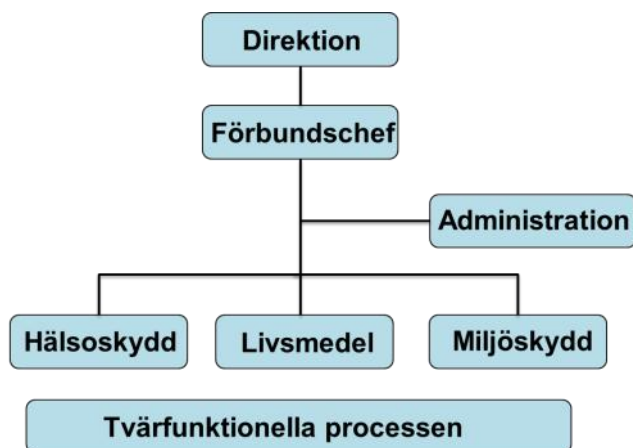 Direktion
Förbundschef
Administration
Hälsoskydd
Livsmedel
Miljöskydd
Tvärfunktionella processen